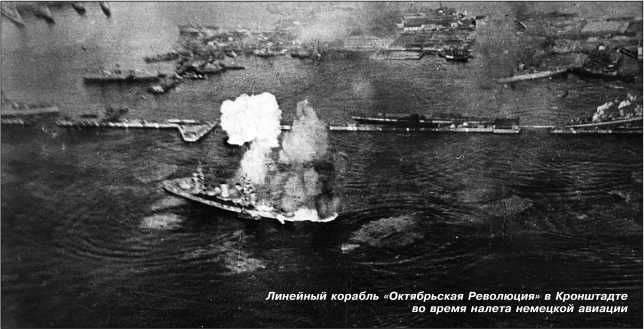 Линейный корабль «Октябрьская Революция» в Кронштадте
во время налета немецкой авиации